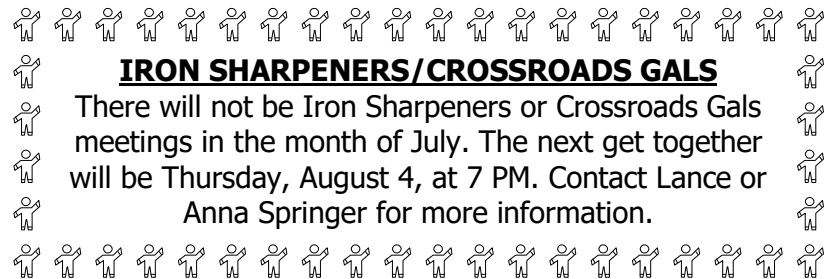 IRON SHARPENERS/CROSSROADS GALS
There will not be Iron Sharpeners or Crossroads Gals
meetings in the month of July. The next get together
will be Thursday, August 4, at 7 PM. Contact Lance or
Anna Springer for more information.